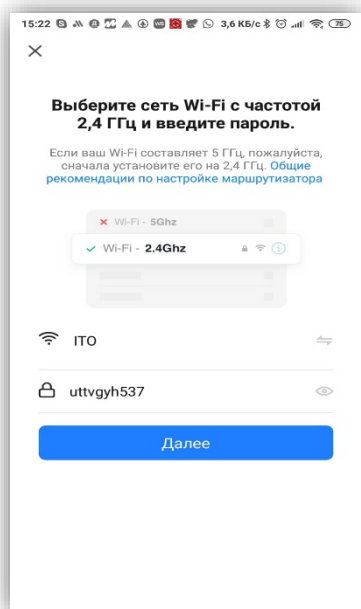 15:22 3,6 КБ/с 75
Выберите сеть Wi-Fi с частотой
2,4 ГГц и введите пароль.
Если ваш Wi-Fi составляет 5 ГГц, пожалуйста,
сначала установите его на 2,4 ГГц. Общие
рекомендации по настройке маршрутизатора
Wi-Fi - 5Ghz
Wi-Fi - 2.4Ghz
ITO
uttvgyh537
Далее